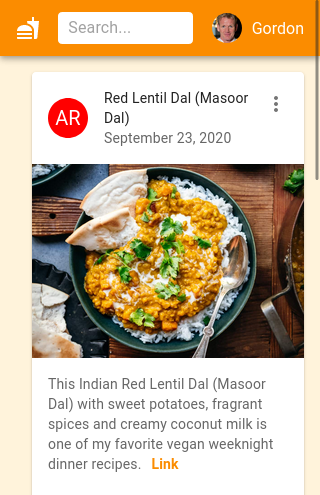 Search...
Gordon
AR
Red Lentil Dal (Masoor
Dal)
September 23, 2020
This Indian Red Lentil Dal (Masoor
Dal) with sweet potatoes, fragrant
spices and creamy coconut milk is
one of my favorite vegan weeknight
dinner recipes. Link